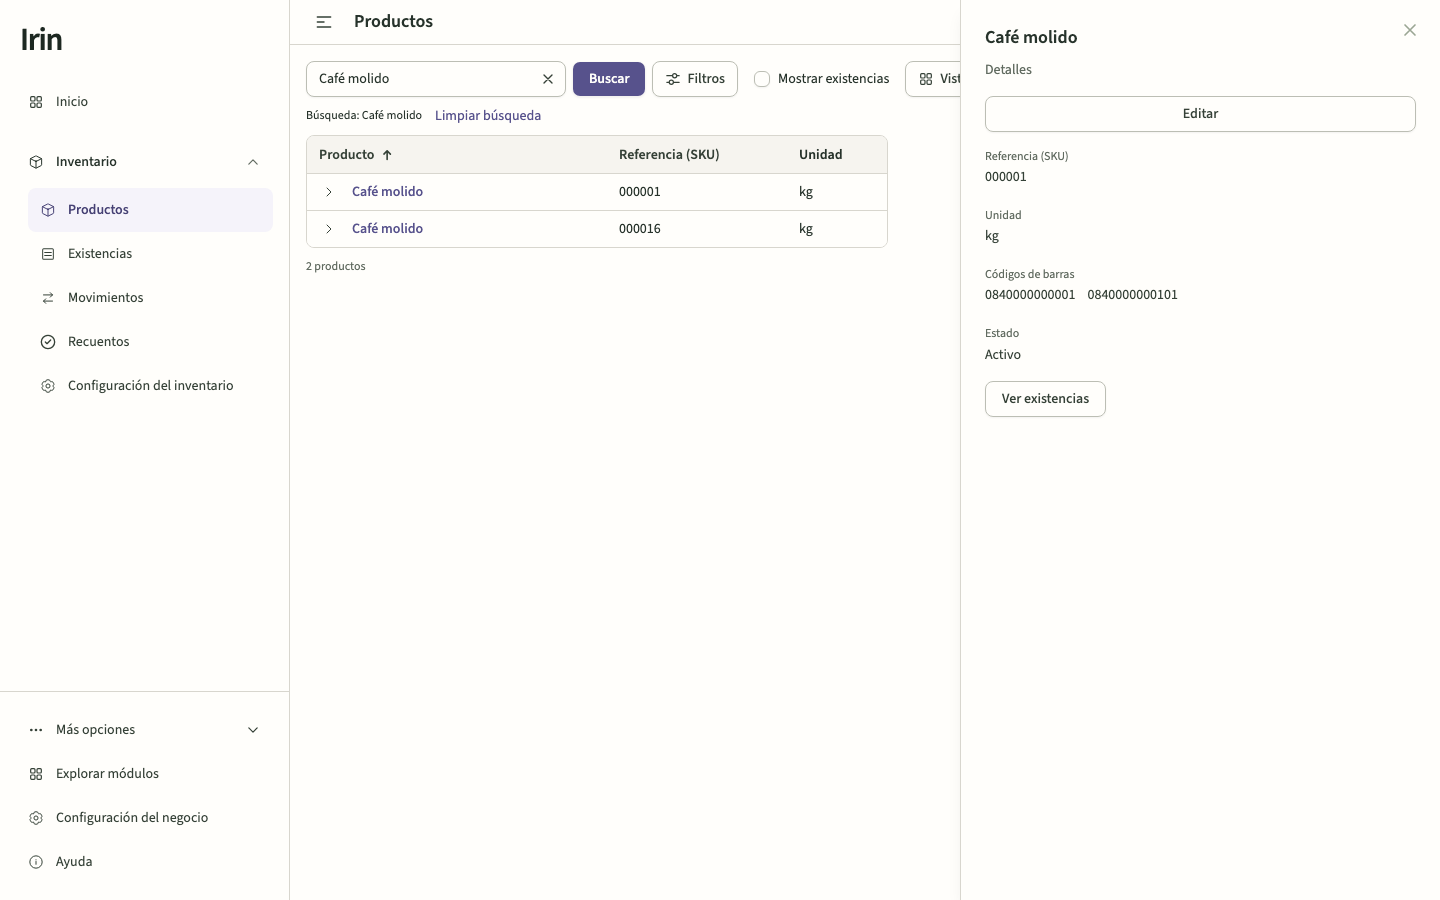 Irin
Inicio
Inventario
Productos
Existencias
Movimientos
Recuentos
Configuración del inventario
Más opciones
Explorar módulos
Configuración del negocio
Ayuda
Productos
Café molido
Buscar
Filtros
Mostrar existencias
Vist
Búsqueda: Café molido
Limpiar búsqueda
Producto Referencia (SKU) Unidad
Café molido 000001 kg
Café molido 000016 kg
2 productos
Café molido
Detalles
Editar
Referencia (SKU)
000001
Unidad
kg
Códigos de barras
0840000000001 0840000000101
Estado
Activo
Ver existencias